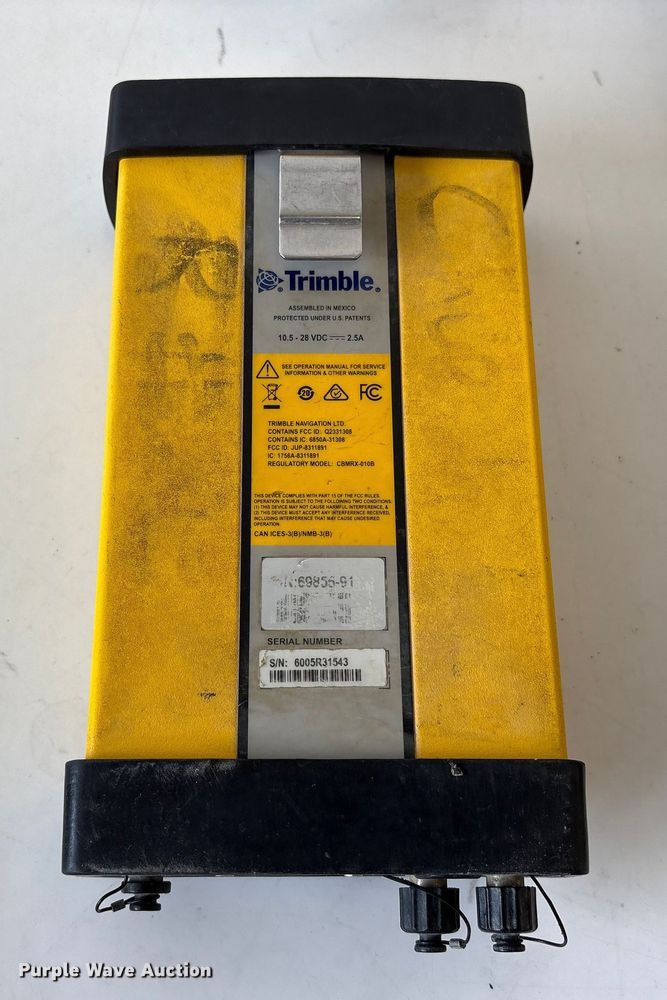 Trimble
ASSEMBLED IN MEXICO
PROTECTED UNDER U.S. PATENTS
10.5 - 28 VDC 2.5A
SEE OPERATION MANUAL FOR SERVICE
INFORMATION & OTHER WARNINGS
20
FC
TRIMBLE NAVIGATION LTD.
CONTAINS FCC ID: Q2331308
CONTAINS IC: 6850A-31308
FCC ID: JUP-8311891
IC: 1756A-8311891
REGULATORY MODEL: CBMRX-010B
THIS DEVICE COMPLIES WITH PART 15 OF THE FCC RULES.
OPERATION IS SUBJECT TO THE FOLLOWING TWO CONDITIONS:
(1) THIS DEVICE MAY NOT CAUSE HARMFUL INTERFERENCE, &
(2) THIS DEVICE MUST ACCEPT ANY INTERFERENCE RECEIVED,
INCLUDING INTERFERENCE THAT MAY CAUSE UNDESIRED
OPERATION.
CAN ICES-3(B)/NMB-3(B)
69856-91
SERIAL NUMBER
S/N: 6005R31543
Purple Wave Auction